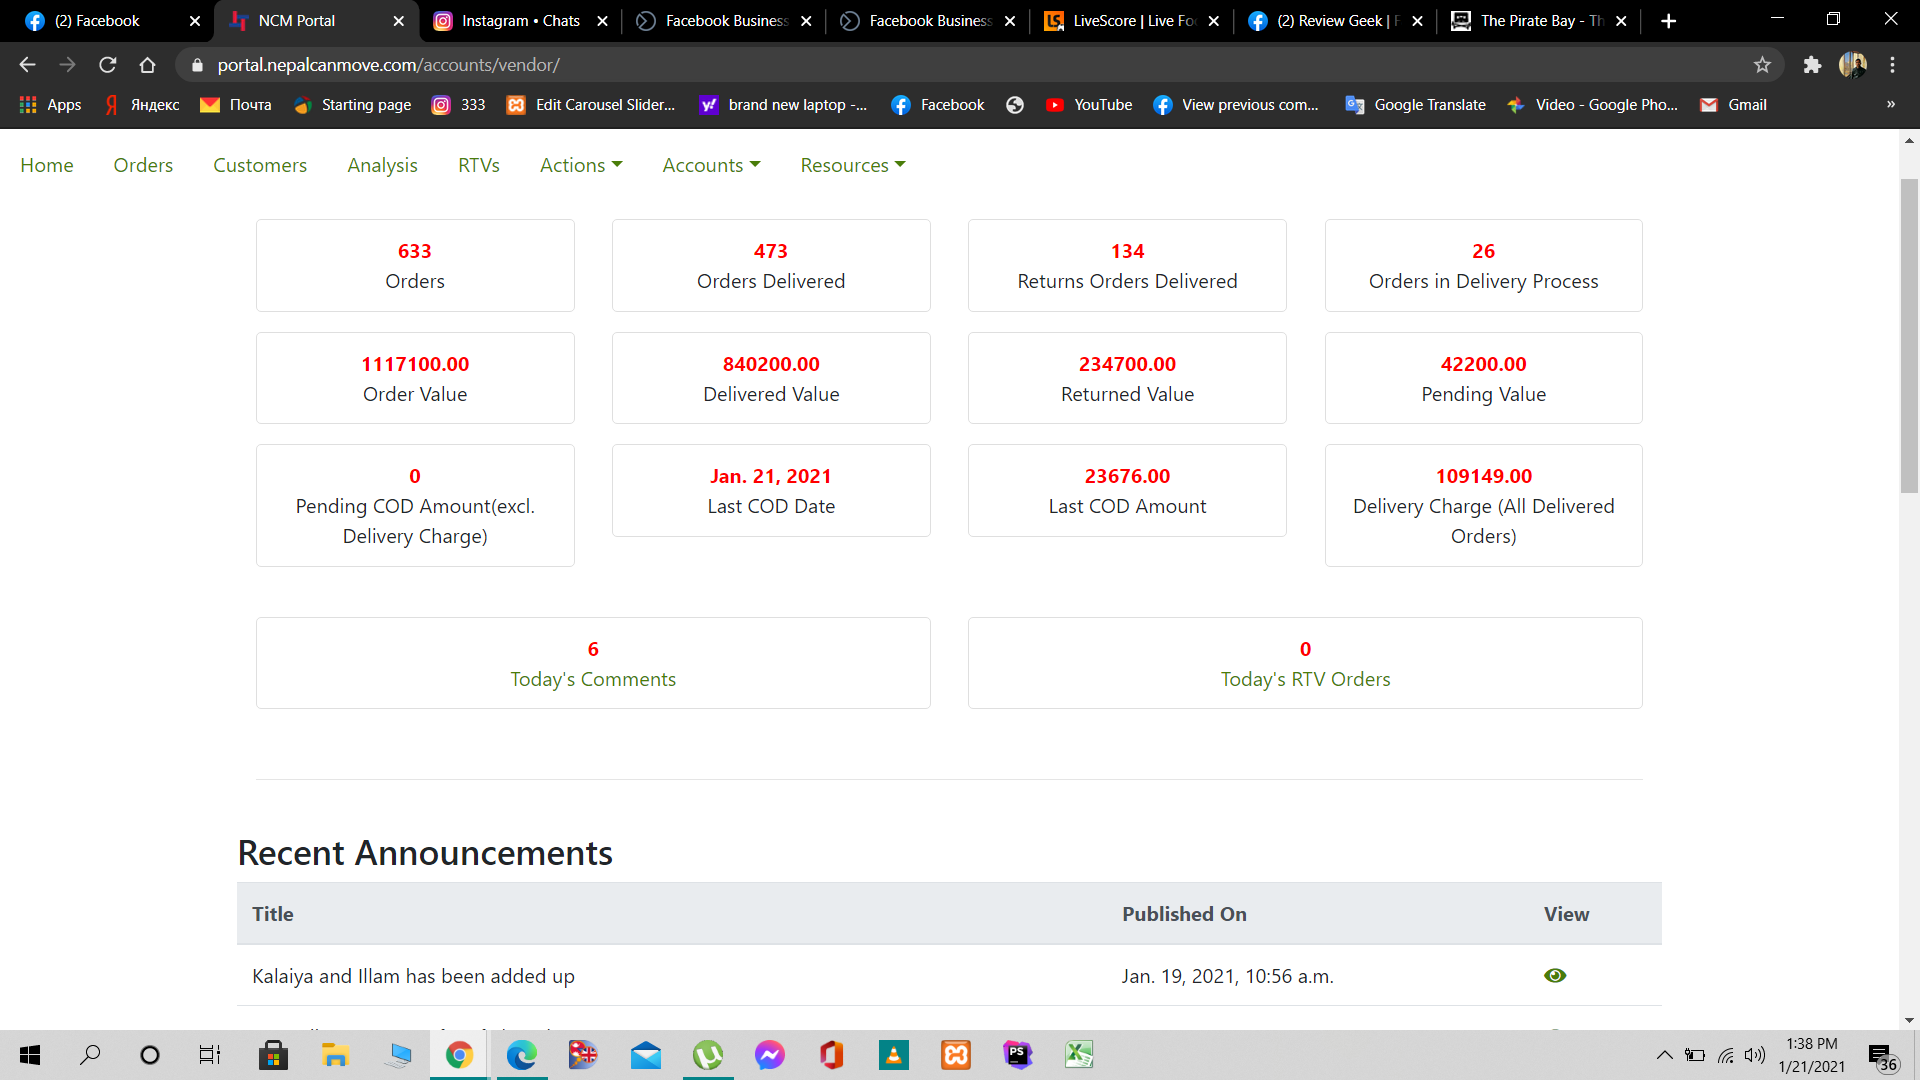 (2) Facebook
NCM Portal
Instagram • Chats
Facebook Business
Facebook Business
LiveScore | Live Fo
(2) Review Geek | F
The Pirate Bay - Th
portal.nepalcanmove.com/accounts/vendor/
Apps
Яндекс
Почта
Starting page
333
Edit Carousel Slider...
brand new laptop -...
Facebook
YouTube
View previous com...
Google Translate
Video - Google Pho...
Gmail
»
Home
Orders
Customers
Analysis
RTVs
Actions
Accounts
Resources
633
Orders
473
Orders Delivered
134
Returns Orders Delivered
26
Orders in Delivery Process
1117100.00
Order Value
840200.00
Delivered Value
234700.00
Returned Value
42200.00
Pending Value
0
Pending COD Amount(excl.
Delivery Charge)
Jan. 21, 2021
Last COD Date
23676.00
Last COD Amount
109149.00
Delivery Charge (All Delivered
Orders)
6
Today's Comments
0
Today's RTV Orders
Recent Announcements
Title
Published On
View
Kalaiya and Illam has been added up
Jan. 19, 2021, 10:56 a.m.
1:38 PM
1/21/2021
36